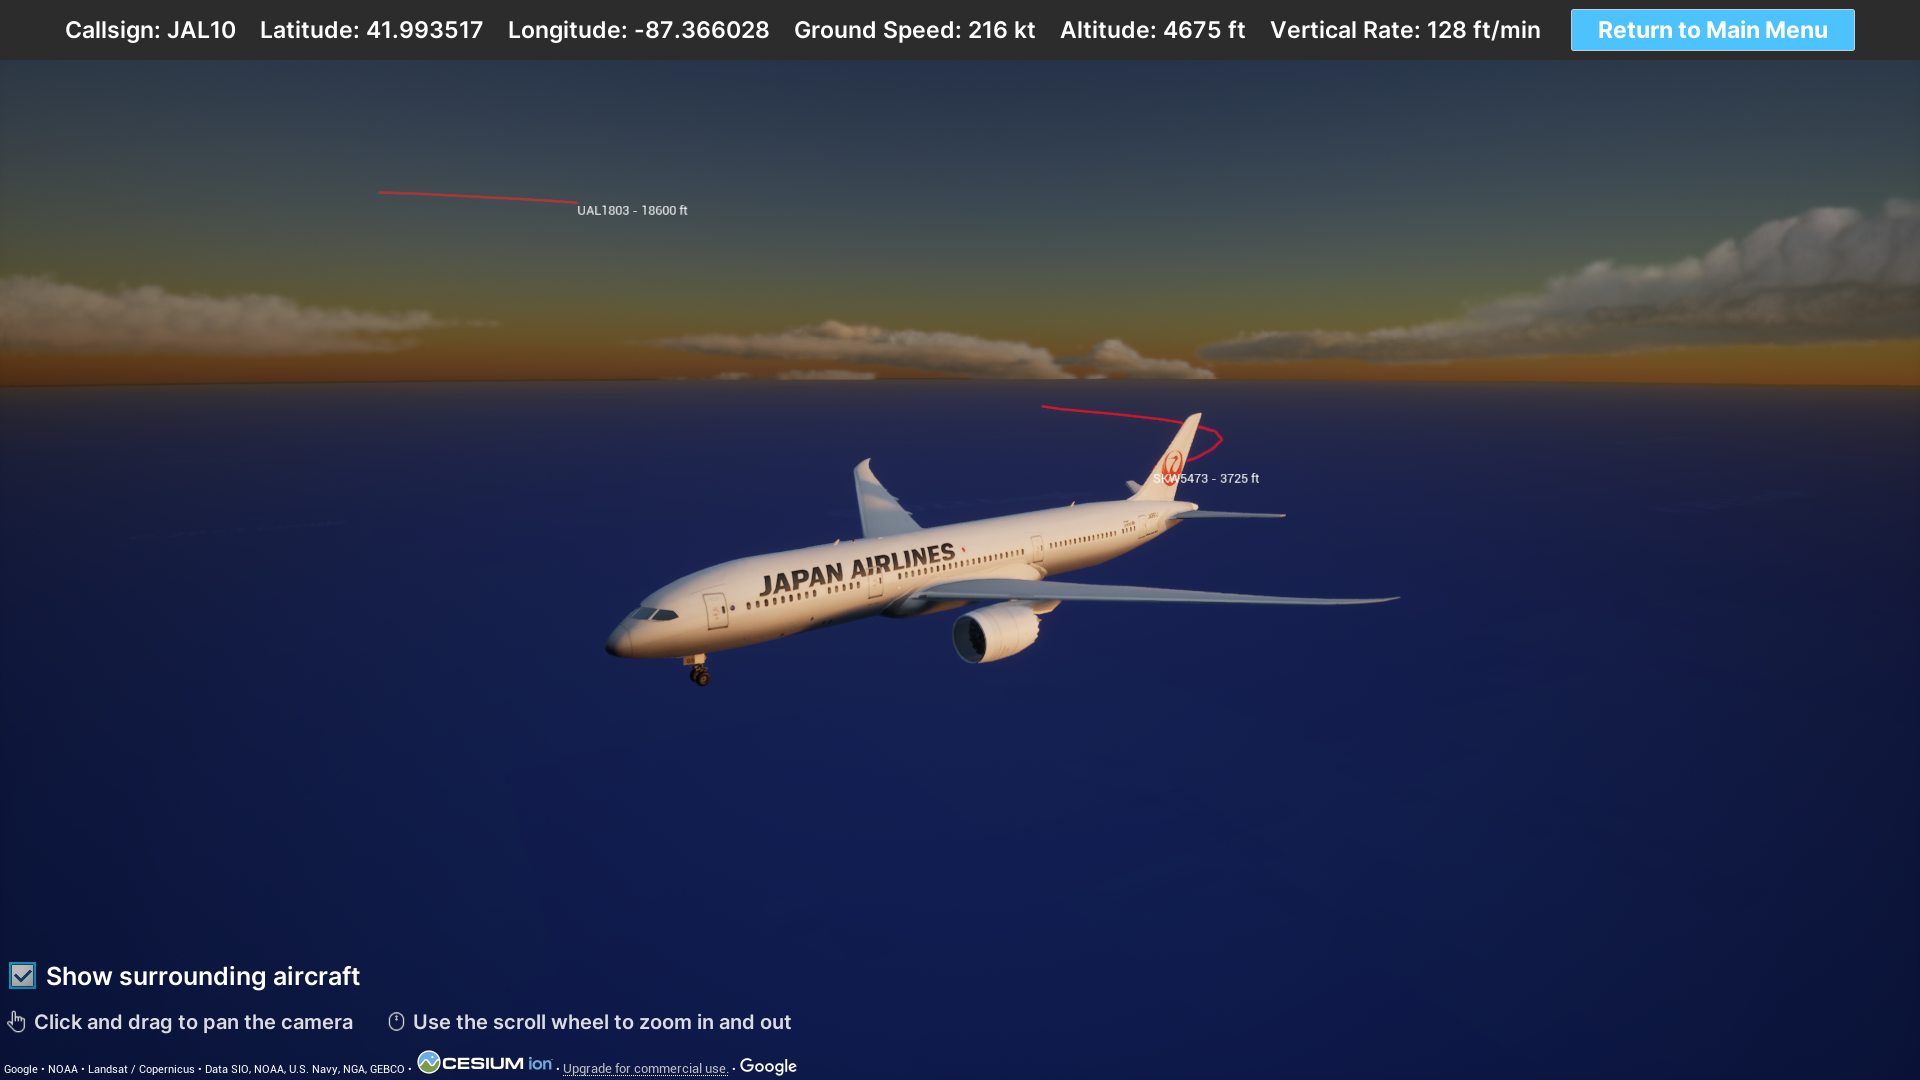 Callsign: JAL10 Latitude: 41.993517 Longitude: -87.366028 Ground Speed: 216 kt Altitude: 4675 ft Vertical Rate: 128 ft/min Return to Main Menu
UAL1803 - 18600 ft
SKW5473 - 3725 ft
JAPAN AIRLINES
Show surrounding aircraft
Click and drag to pan the camera Use the scroll wheel to zoom in and out
Google • NOAA • Landsat / Copernicus • Data SIO, NOAA, U.S. Navy, NGA, GEBCO • CESIUM ion • Upgrade for commercial use. • Google